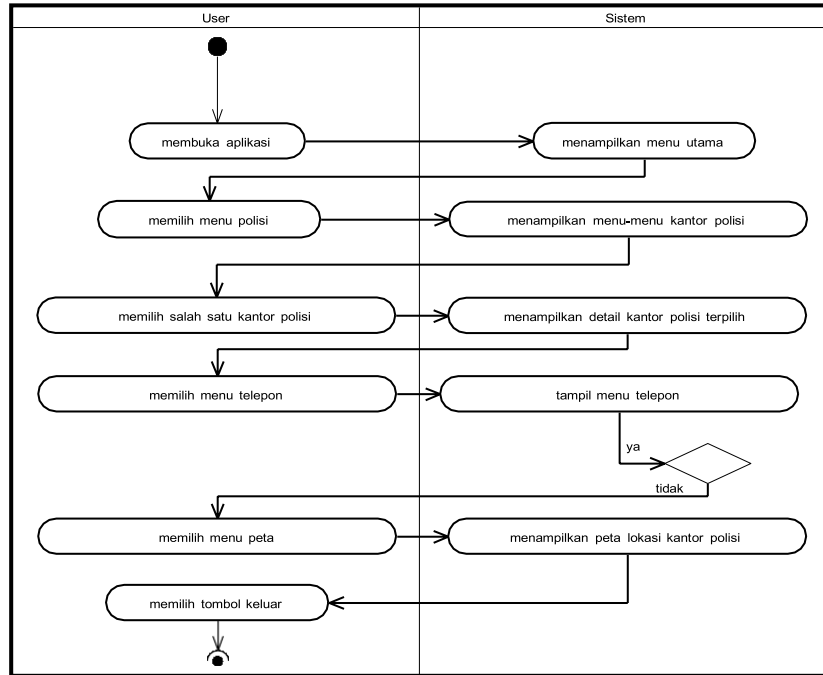 User
Sistem
membuka aplikasi
menampilkan menu utama
memilih menu polisi
menampilkan menu-menu kantor polisi
memilih salah satu kantor polisi
menampilkan detail kantor polisi terpilih
memilih menu telepon
tampil menu telepon
ya
tidak
memilih menu peta
menampilkan peta lokasi kantor polisi
memilih tombol keluar